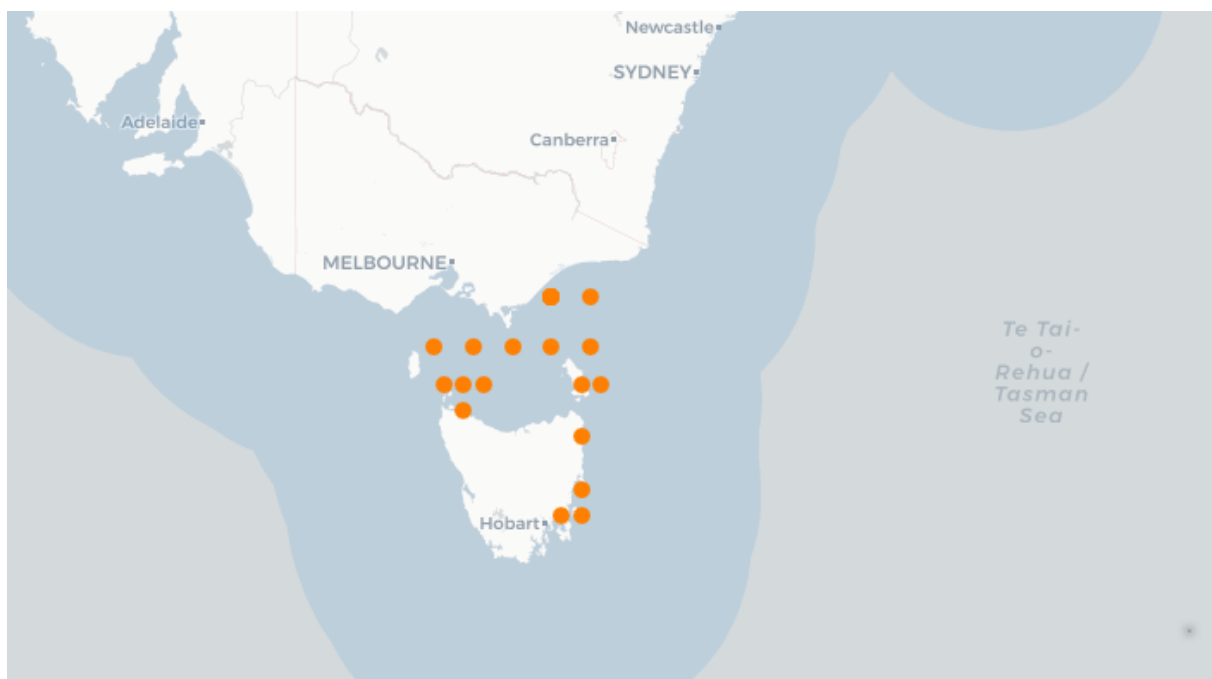 Newcastle
SYDNEY
Adelaide
Canberra
MELBOURNE
Te Tai-
o-
Rehua /
Tasman
Sea
Hobart